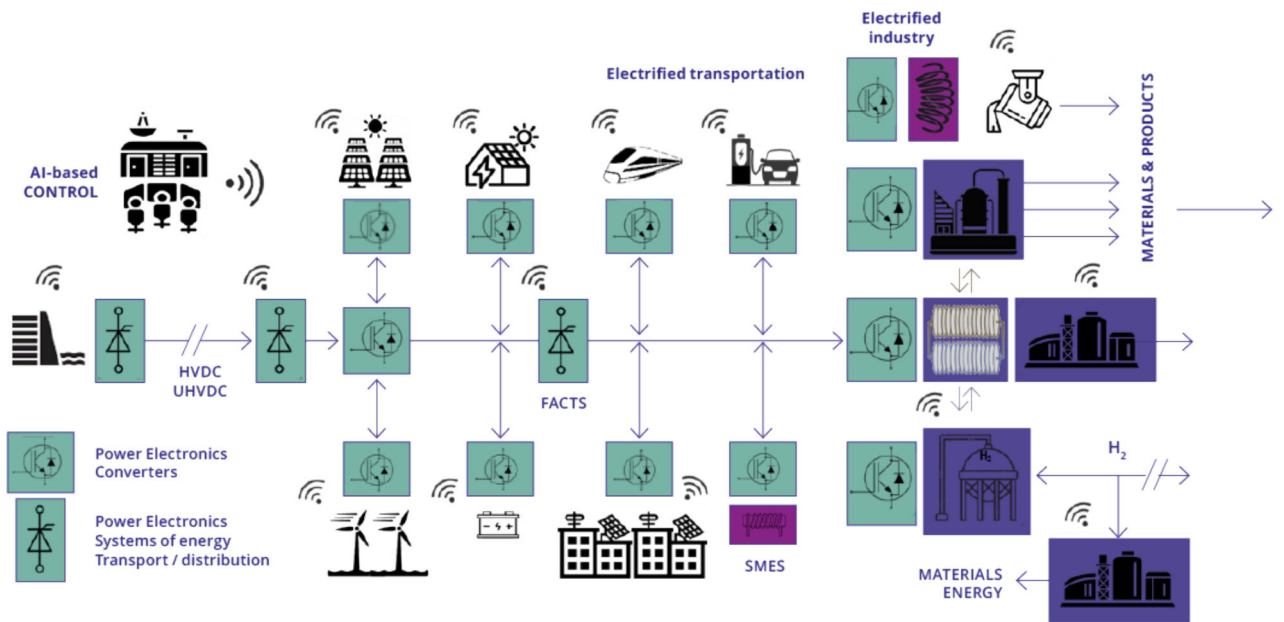 Electrified
industry
Electrified transportation
AI-based
CONTROL
MATERIALS & PRODUCTS
HVDC
UHVDC
FACTS
Power Electronics
Converters
Power Electronics
Systems of energy
Transport / distribution
SMES
H₂
H₂
MATERIALS
ENERGY